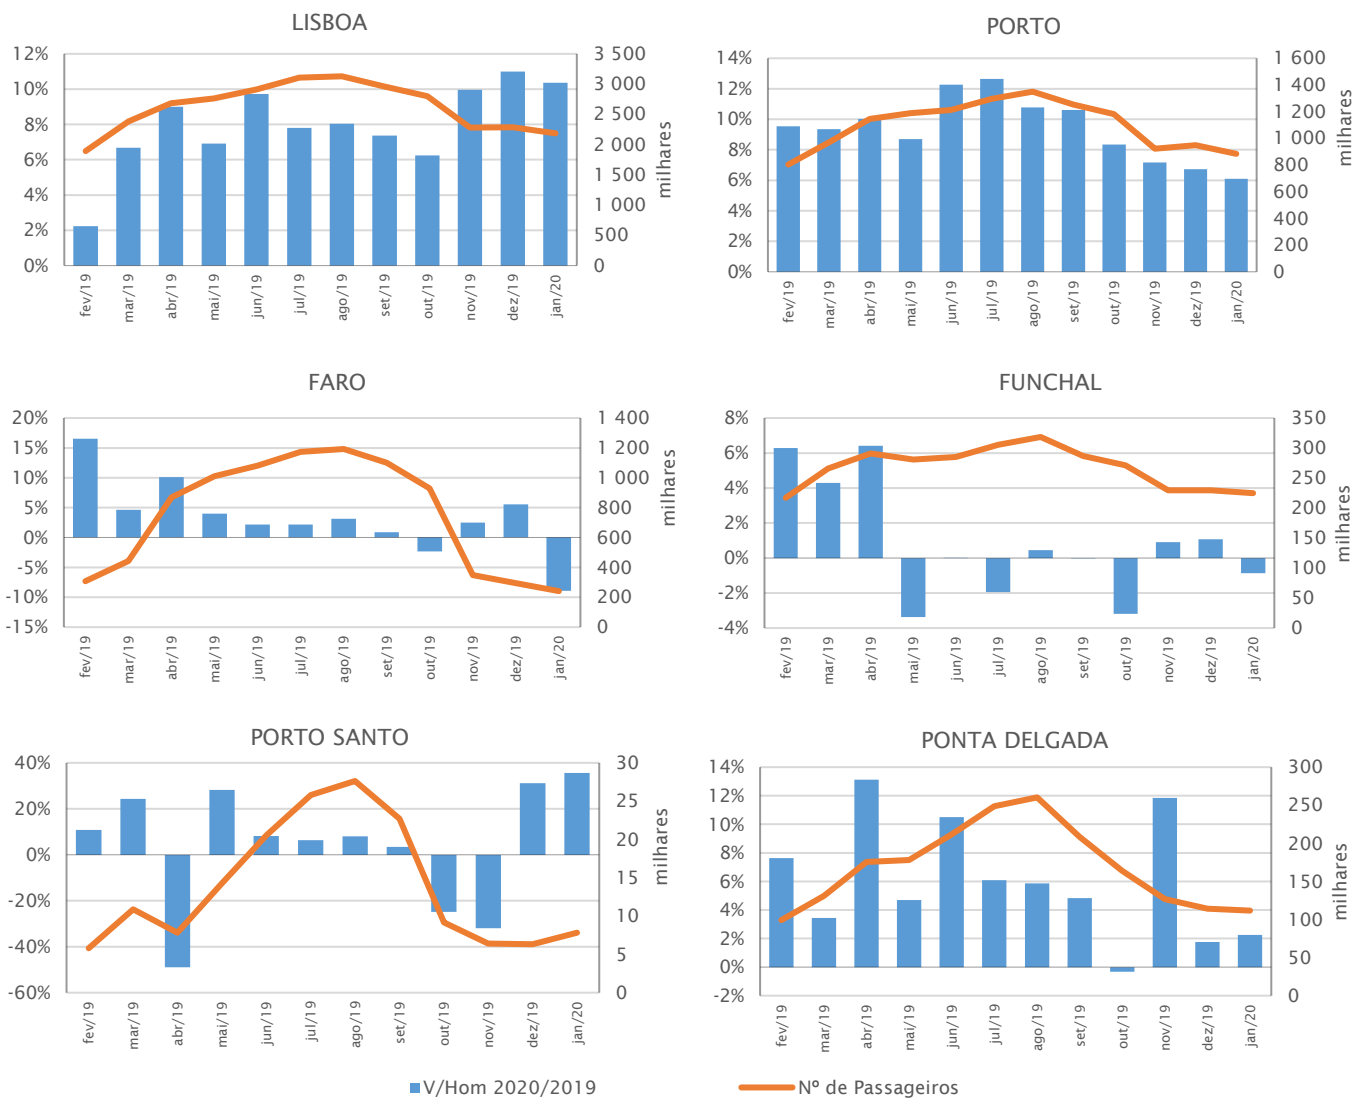 LISBOA
12%
10%
8%
6%
4%
2%
0%
3 500
3 000
2 500
2 000
1 500
1 000
500
0
milhares
fev/19
mar/19
abr/19
mai/19
jun/19
jul/19
ago/19
set/19
out/19
nov/19
dez/19
jan/20
PORTO
14%
12%
10%
8%
6%
4%
2%
0%
1 600
1 400
1 200
1 000
800
600
400
200
0
milhares
fev/19
mar/19
abr/19
mai/19
jun/19
jul/19
ago/19
set/19
out/19
nov/19
dez/19
jan/20
FARO
20%
15%
10%
5%
0%
-5%
-10%
-15%
1 400
1 200
1 000
800
600
400
200
0
milhares
fev/19
mar/19
abr/19
mai/19
jun/19
jul/19
ago/19
set/19
out/19
nov/19
dez/19
jan/20
FUNCHAL
8%
6%
4%
2%
0%
-2%
-4%
350
300
250
200
150
100
50
0
milhares
fev/19
mar/19
abr/19
mai/19
jun/19
jul/19
ago/19
set/19
out/19
nov/19
dez/19
jan/20
PORTO SANTO
40%
20%
0%
-20%
-40%
-60%
30
25
20
15
10
5
0
milhares
fev/19
mar/19
abr/19
mai/19
jun/19
jul/19
ago/19
set/19
out/19
nov/19
dez/19
jan/20
PONTA DELGADA
14%
12%
10%
8%
6%
4%
2%
0%
-2%
300
250
200
150
100
50
0
milhares
fev/19
mar/19
abr/19
mai/19
jun/19
jul/19
ago/19
set/19
out/19
nov/19
dez/19
jan/20
V/Hom 2020/2019
Nº de Passageiros